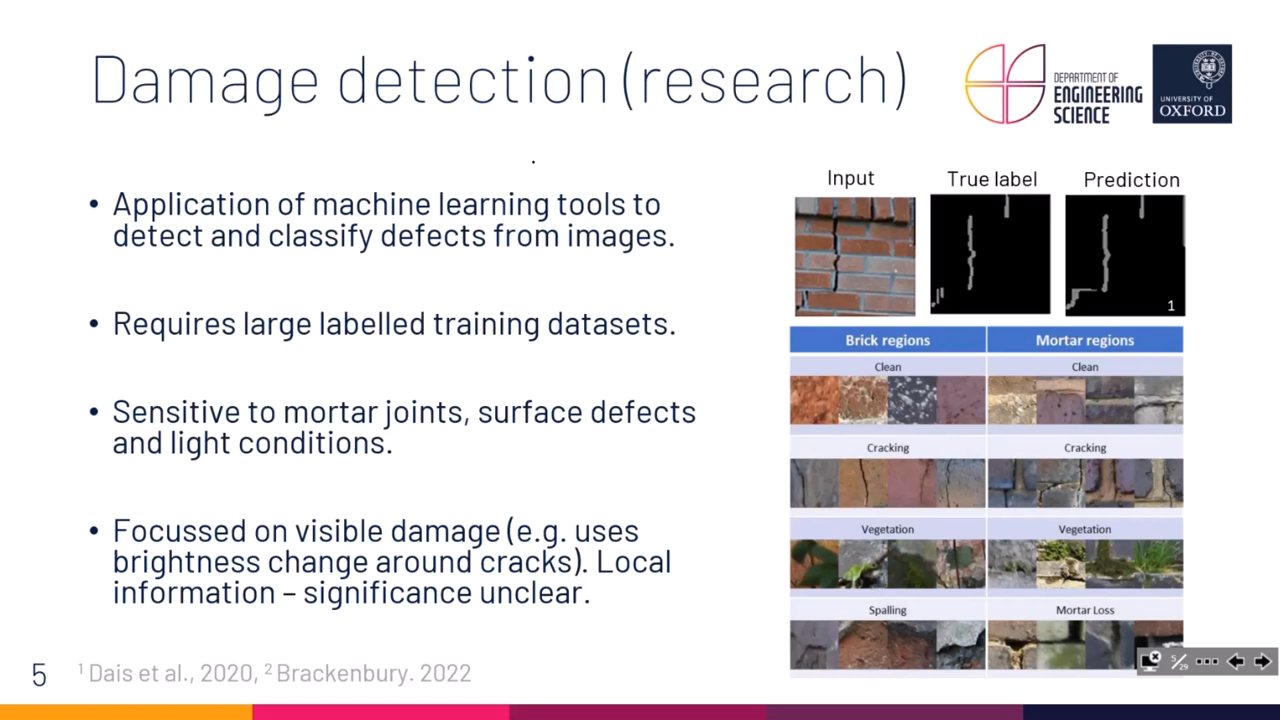 Damage detection (research)
DEPARTMENT OF
ENGINEERING
SCIENCE
UNIVERSITY OF
OXFORD
• Application of machine learning tools to
detect and classify defects from images.
• Requires large labelled training datasets.
• Sensitive to mortar joints, surface defects
and light conditions.
• Focussed on visible damage (e.g. uses
brightness change around cracks). Local
information – significance unclear.
Input True label Prediction
1
Brick regions Mortar regions
Clean Clean
Cracking Cracking
Vegetation Vegetation
Spalling Mortar Loss
5/29
5 ¹ Dais et al., 2020, ² Brackenbury. 2022